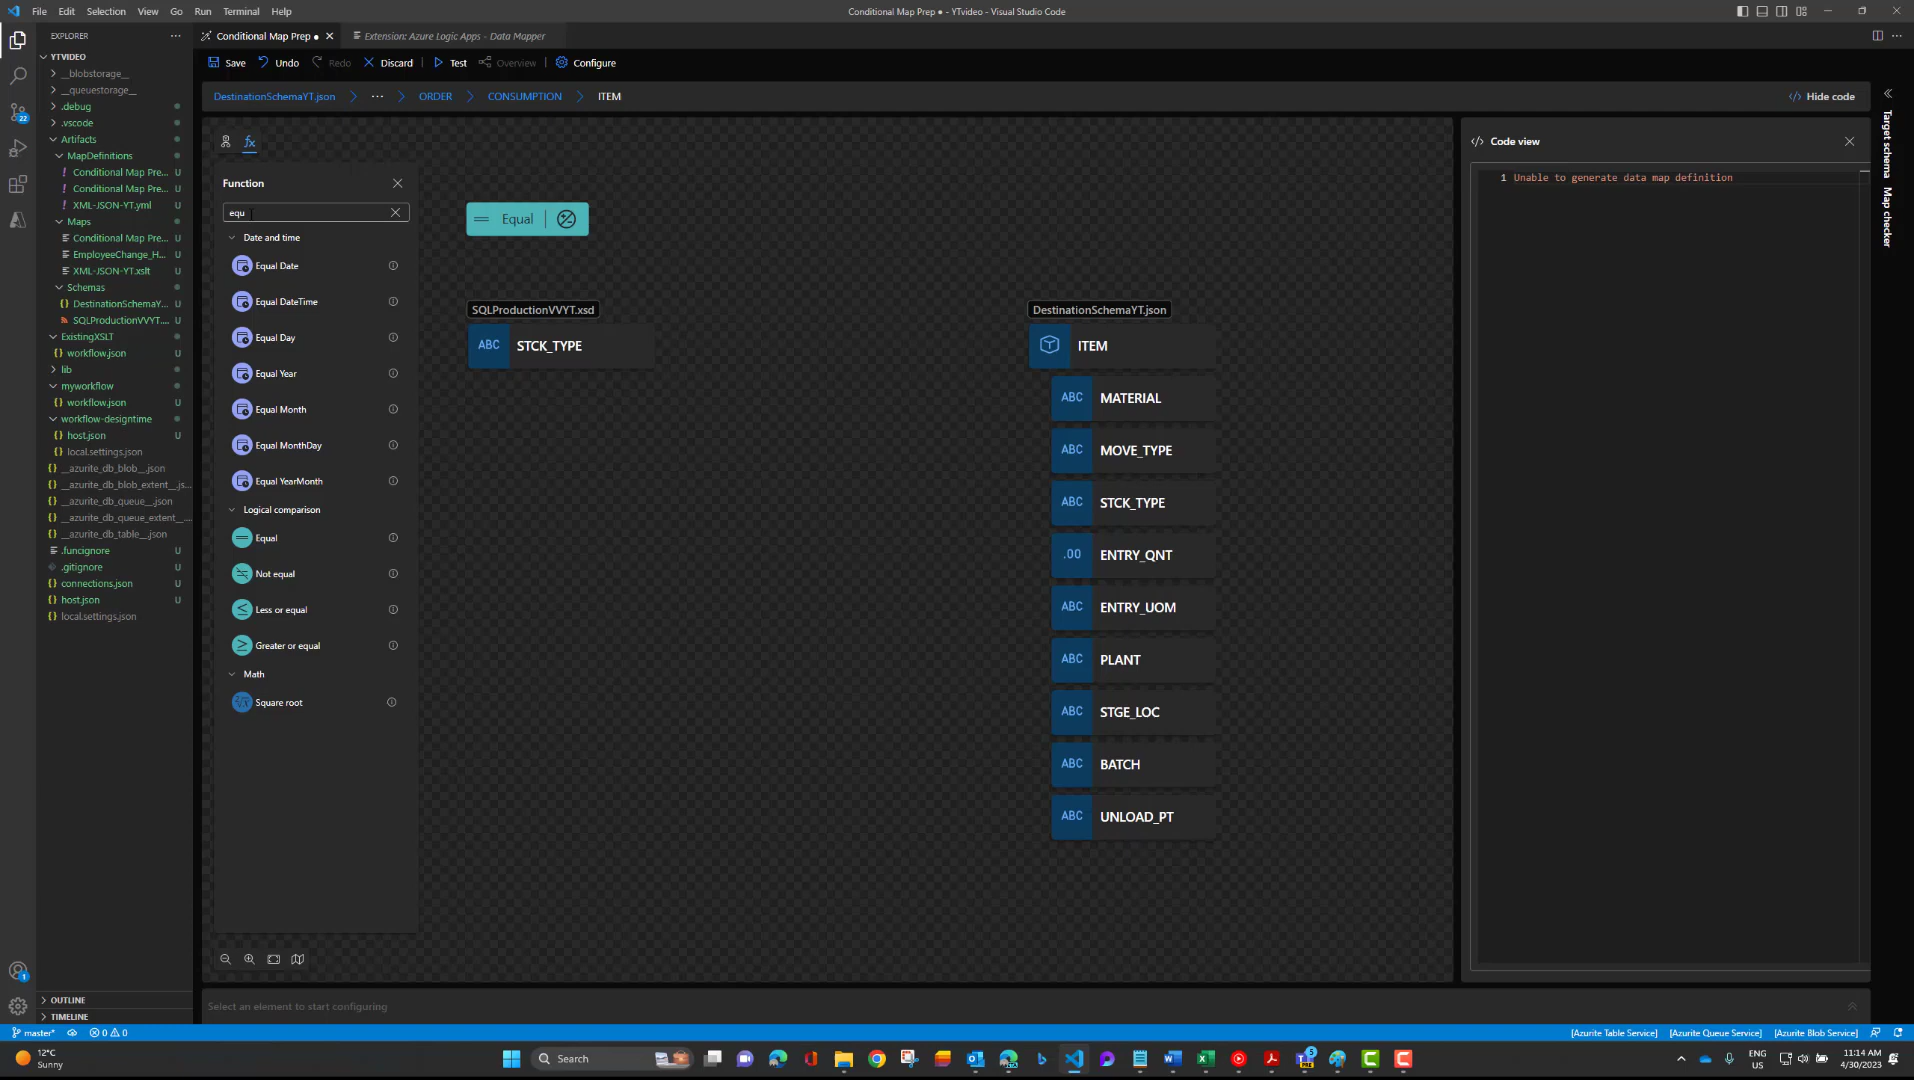 File Edit Selection View Go Run Terminal Help
Conditional Map Prep ● - YTvideo - Visual Studio Code
EXPLORER
YTVIDEO
__blobstorage__
__queuestorage__
.debug
.vscode
22
Artifacts
MapDefinitions
Conditional Map Pre... U
Conditional Map Pre... U
XML-JSON-YT.yml U
Maps
Conditional Map Pre... U
EmployeeChange_H... U
XML-JSON-YT.xslt U
Schemas
DestinationSchemaY... U
SQLProductionVVYT.... U
ExistingXSLT
workflow.json U
lib
myworkflow
workflow.json U
workflow-designtime
host.json U
local.settings.json
__azurite_db_blob__.json
__azurite_db_blob_extent__.js...
__azurite_db_queue__.json
__azurite_db_queue_extent__....
__azurite_db_table__.json
.funcignore U
.gitignore U
connections.json U
host.json U
local.settings.json
OUTLINE
TIMELINE
1
Conditional Map Prep ●
Extension: Azure Logic Apps - Data Mapper
Save Undo Redo Discard Test Overview Configure
DestinationSchemaYT.json > ... > ORDER > CONSUMPTION > ITEM
Hide code
fx
Function
equ
Date and time
Equal Date
Equal DateTime
Equal Day
Equal Year
Equal Month
Equal MonthDay
Equal YearMonth
Logical comparison
Equal
Not equal
Less or equal
Greater or equal
Math
Square root
Equal
SQLProductionVVYT.xsd
ABC STCK_TYPE
DestinationSchemaYT.json
ITEM
ABC MATERIAL
ABC MOVE_TYPE
ABC STCK_TYPE
.00 ENTRY_QNT
ABC ENTRY_UOM
ABC PLANT
ABC STGE_LOC
ABC BATCH
ABC UNLOAD_PT
Code view
1 Unable to generate data map definition
Target schema
Map checker
Select an element to start configuring
master* 0 0
[Azurite Table Service] [Azurite Queue Service] [Azurite Blob Service]
12°C
Sunny
Search
5
ENG
US
11:14 AM
4/30/2023